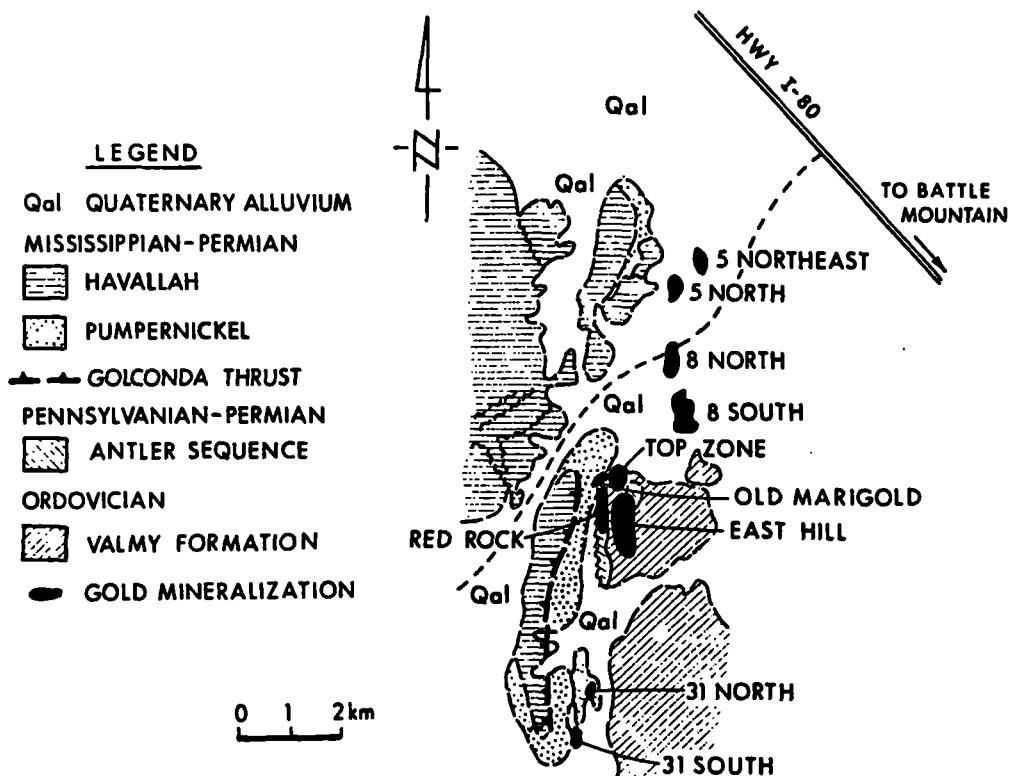 LEGEND
Qal QUATERNARY ALLUVIUM
MISSISSIPPIAN-PERMIAN
HAVALLAH
PUMPERNICKEL
GOLCONDA THRUST
PENNSYLVANIAN-PERMIAN
ANTLER SEQUENCE
ORDOVICIAN
VALMY FORMATION
GOLD MINERALIZATION
0 1 2 km
N
HWY I-80
TO BATTLE
MOUNTAIN
Qal
Qal
5 NORTHEAST
5 NORTH
8 NORTH
Qal
8 SOUTH
TOP ZONE
OLD MARIGOLD
EAST HILL
RED ROCK
Qal
Qal
31 NORTH
31 SOUTH